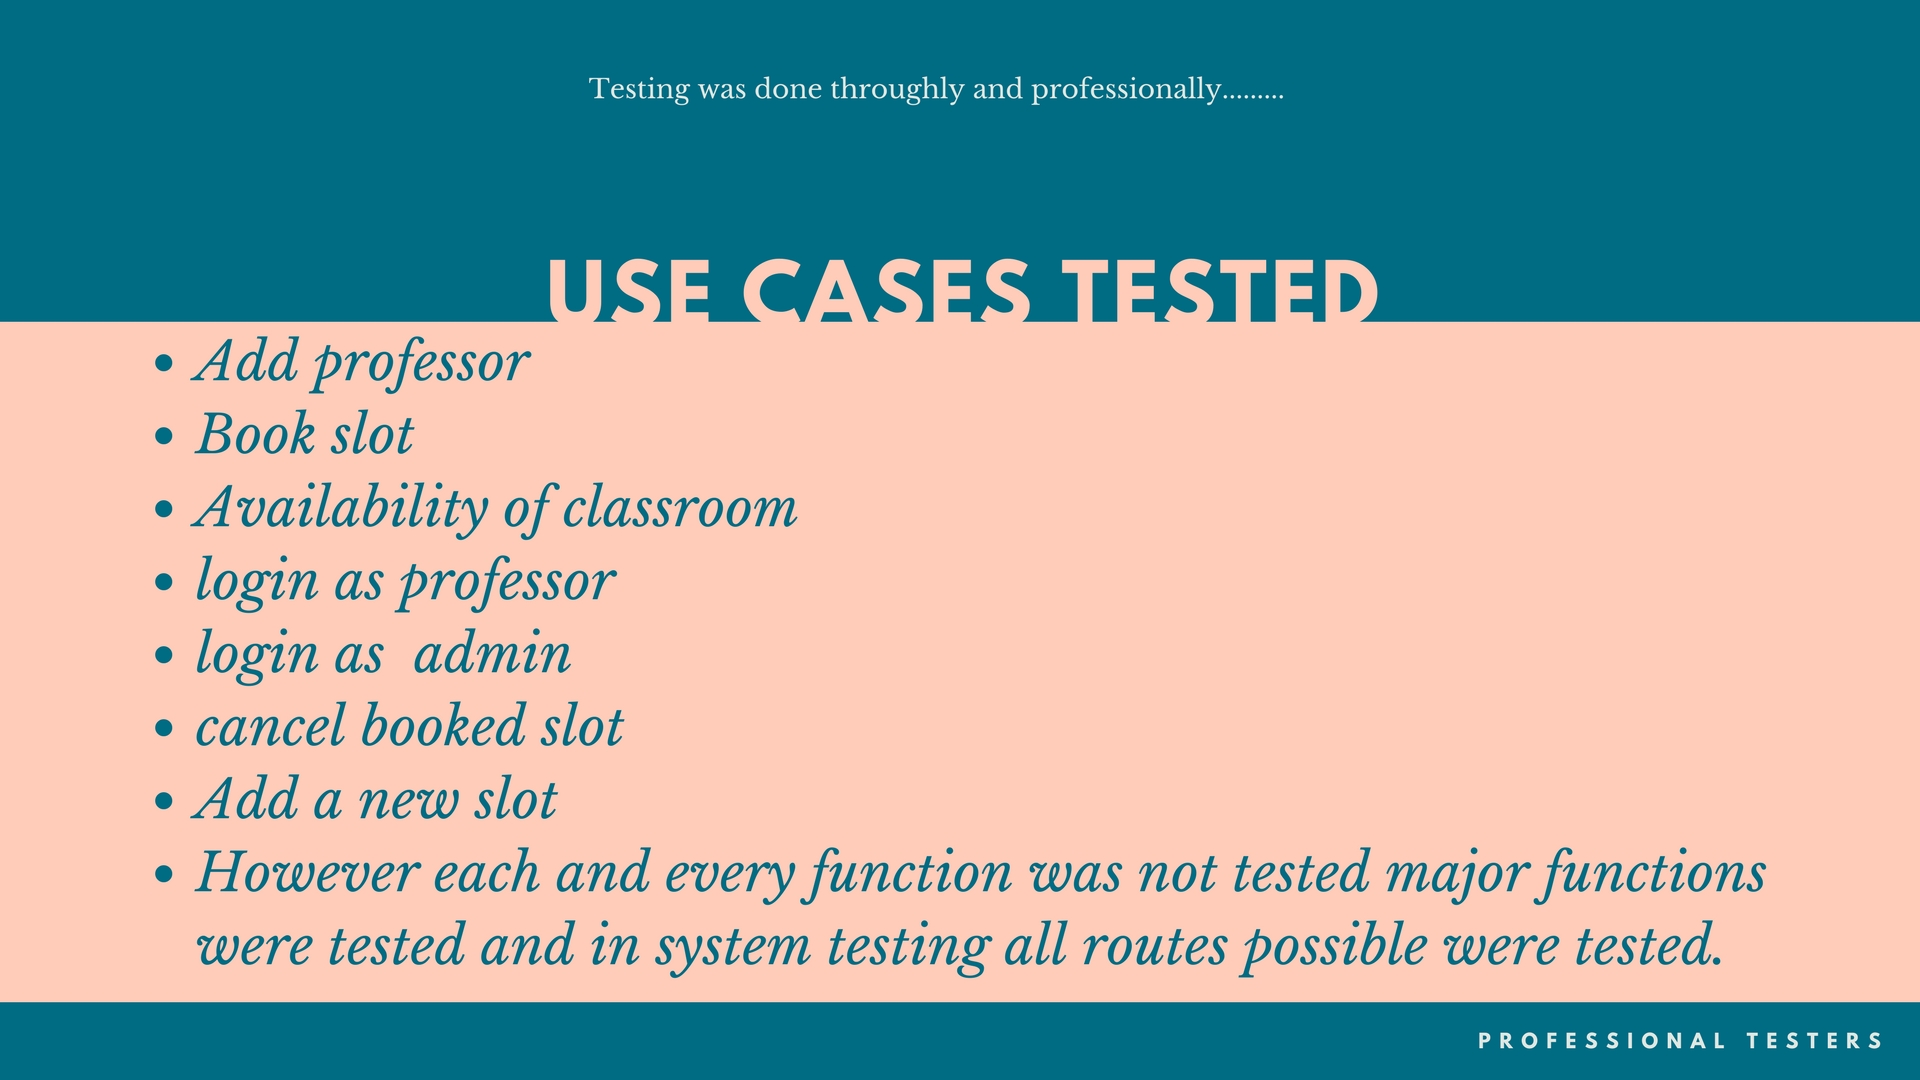 Testing was done throughly and professionally.........
USE CASES TESTED
• Add professor
• Book slot
• Availability of classroom
• login as professor
• login as  admin
• cancel booked slot
• Add a new slot
• However each and every function was not tested major functions
were tested and in system testing all routes possible were tested.
PROFESSIONAL TESTERS